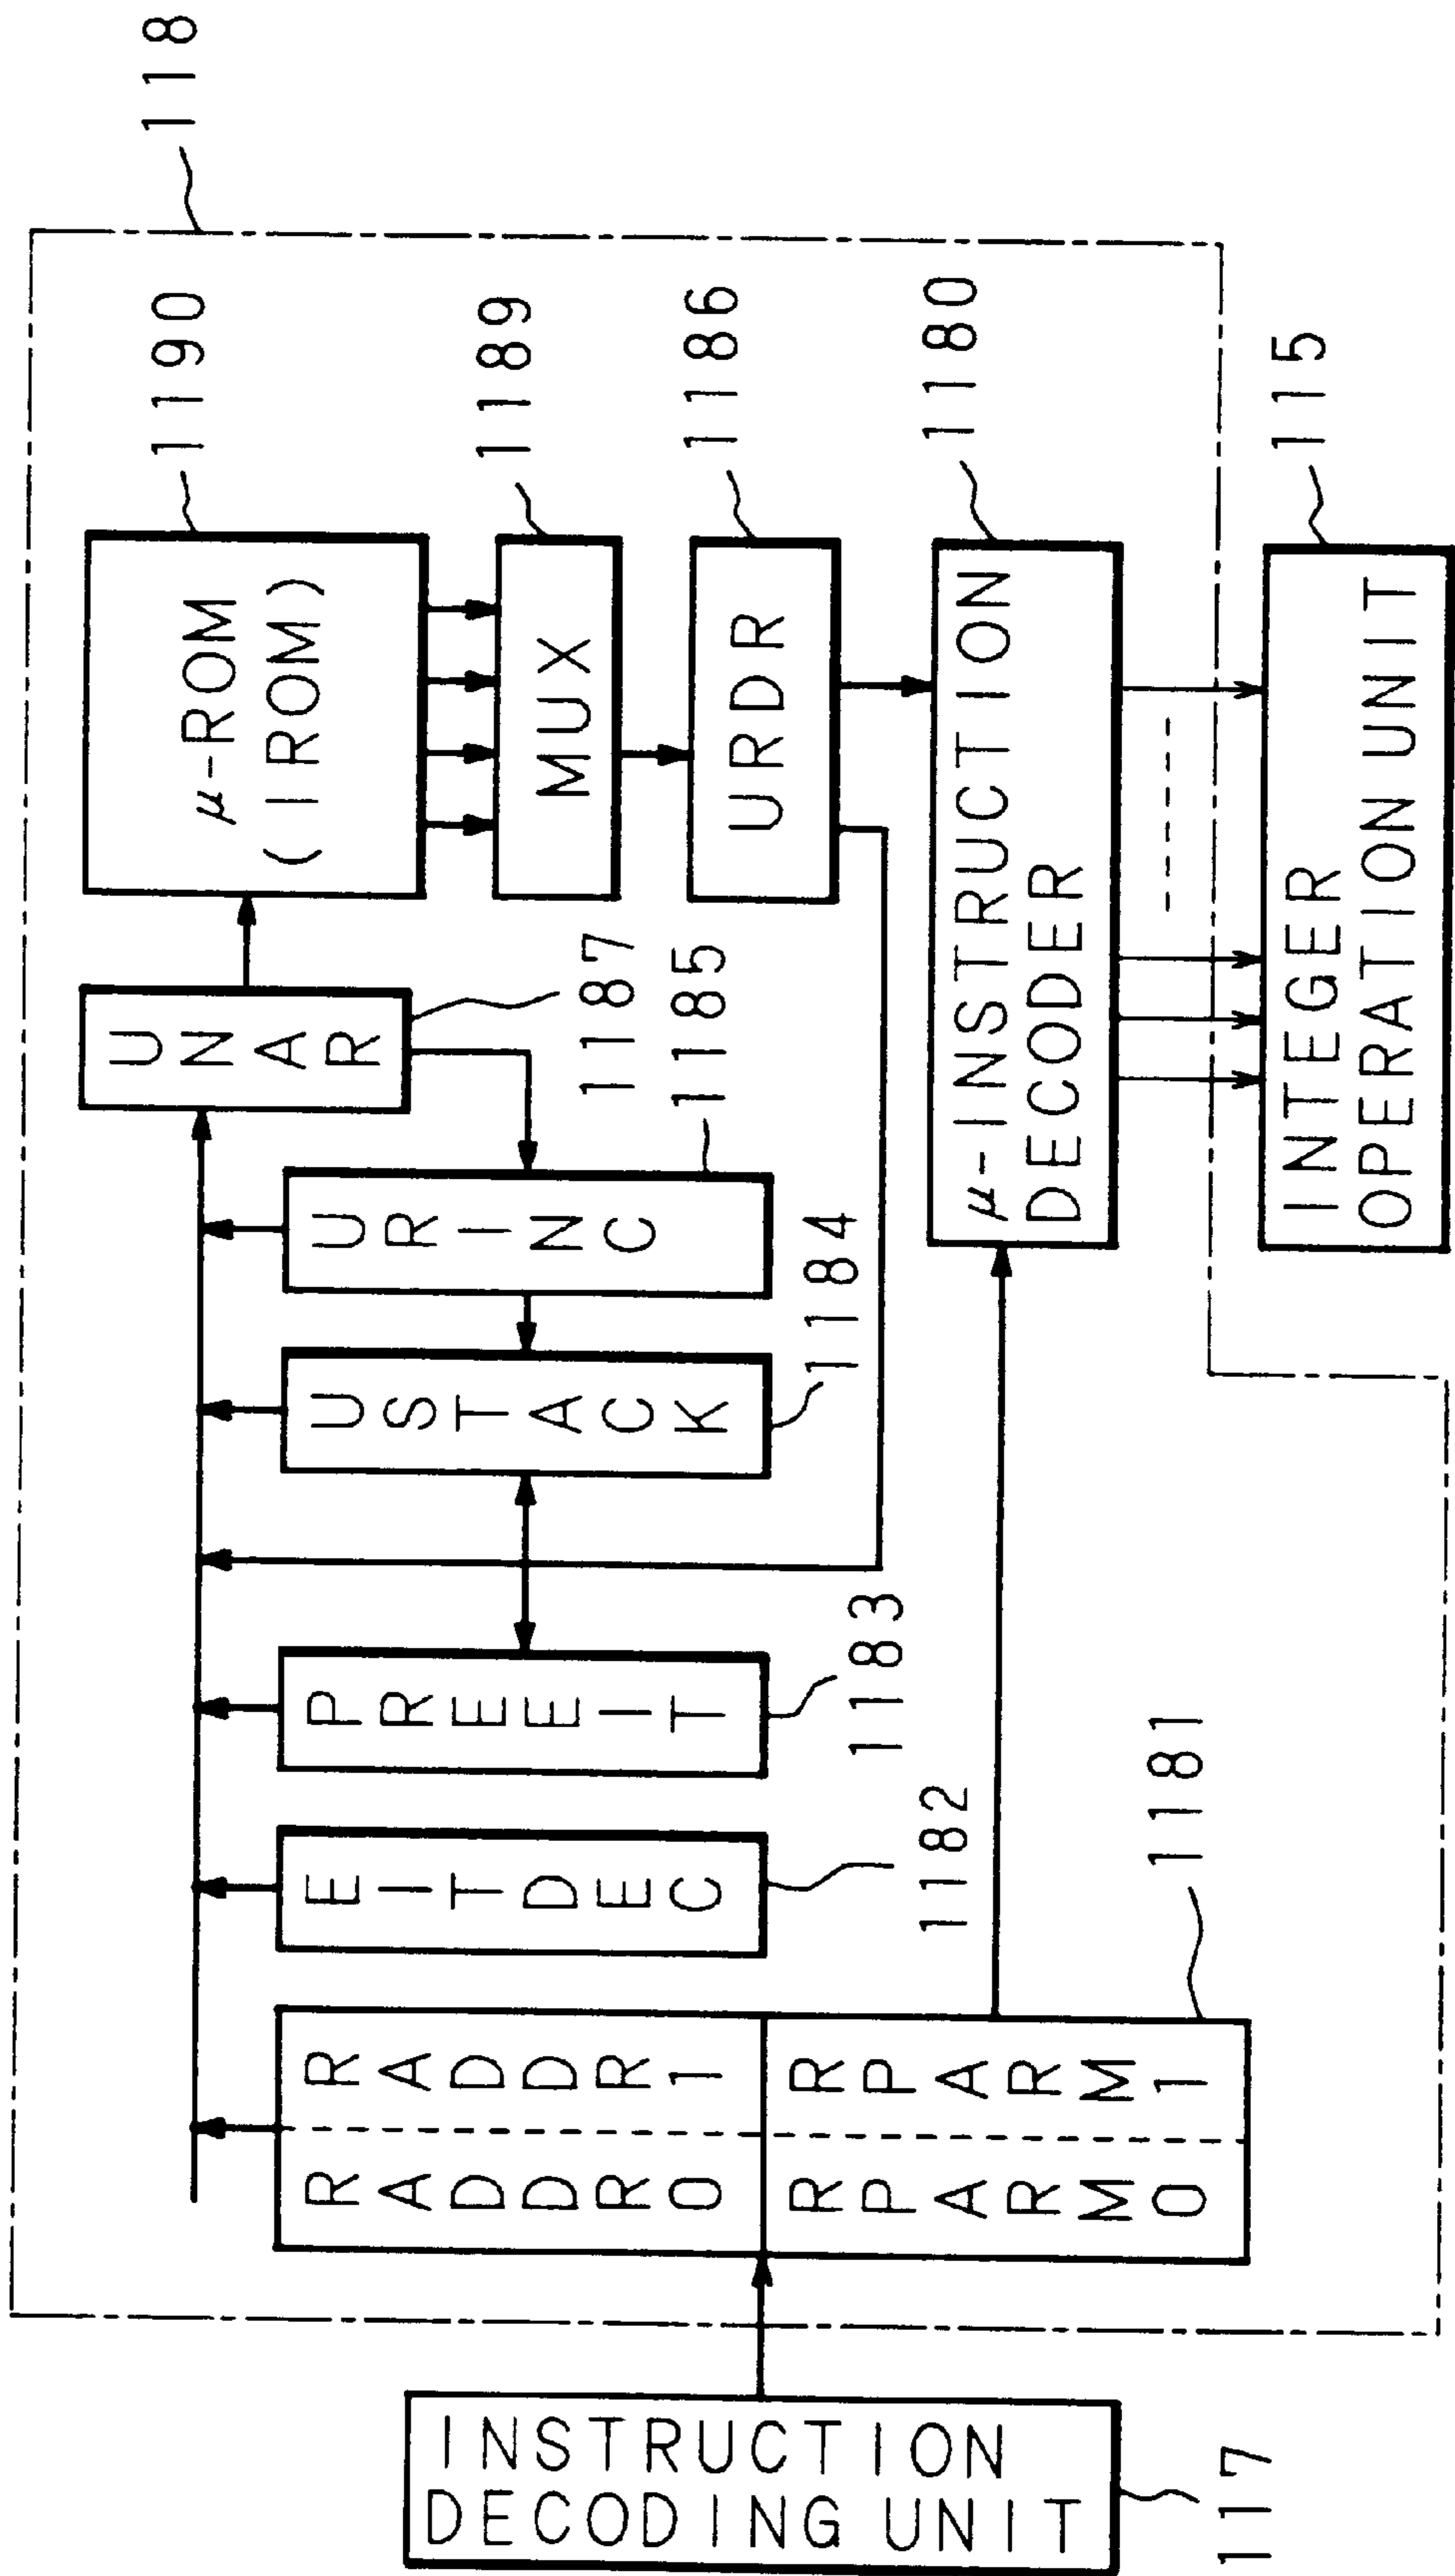 118
1190
μ-ROM
(IROM)
1189
MUX
1186
URDR
1180
μ-INSTRUCTION
DECODER
115
INTEGER
OPERATION UNIT
UNAR
1187
URINC
1185
USTACK
1184
PREEIT
1183
EITDEC
1182
RADDR1
RADDR0
RPARM1
RPARM0
1181
INSTRUCTION
DECODING UNIT
117